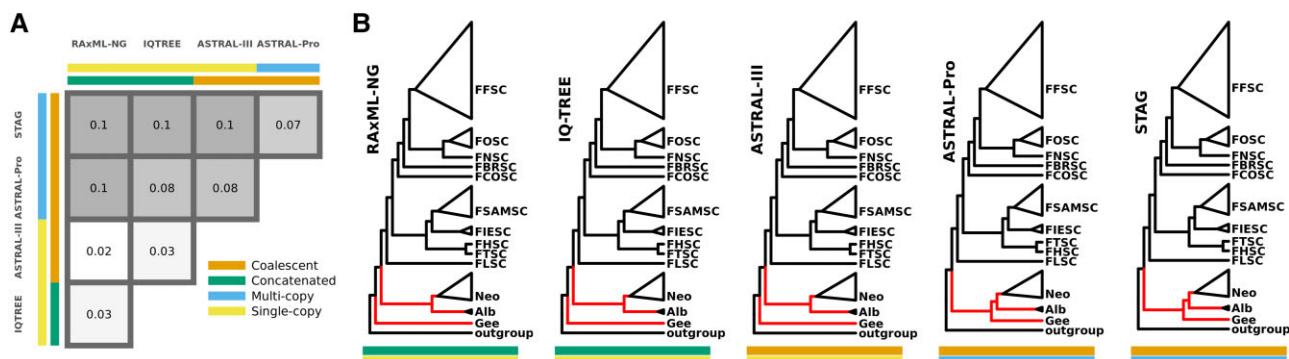 A
RAxML-NG IQTREE ASTRAL-III ASTRAL-Pro
STAG
0.1 0.1 0.1 0.07
ASTRAL-Pro
0.1 0.08 0.08
ASTRAL-III
0.02 0.03
IQTREE
0.03
Coalescent
Concatenated
Multi-copy
Single-copy
B
RAxML-NG
FFSC
FOSC
FNSC
FBRSC
FCOSC
FSAMSC
FIESC
FHSC
FTSC
FLSC
Neo
Alb
Gee
outgroup
IQ-TREE
FFSC
FOSC
FNSC
FBRSC
FCOSC
FSAMSC
FIESC
FHSC
FTSC
FLSC
Neo
Alb
Gee
outgroup
ASTRAL-III
FFSC
FOSC
FNSC
FBRSC
FCOSC
FSAMSC
FIESC
FHSC
FTSC
FLSC
Neo
Alb
Gee
outgroup
ASTRAL-Pro
FFSC
FOSC
FNSC
FBRSC
FCOSC
FSAMSC
FIESC
FTSC
FHSC
FLSC
Neo
Alb
Gee
outgroup
STAG
FFSC
FOSC
FNSC
FBRSC
FCOSC
FSAMSC
FIESC
FTSC
FHSC
FLSC
Neo
Alb
Gee
outgroup